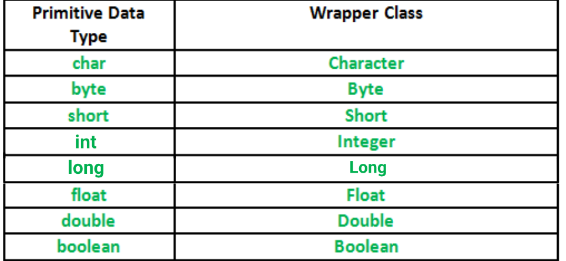 Primitive Data Wrapper Class
Type
char Character
byte Byte
short Short
int Integer
long Long
float Float
double Double
boolean Boolean